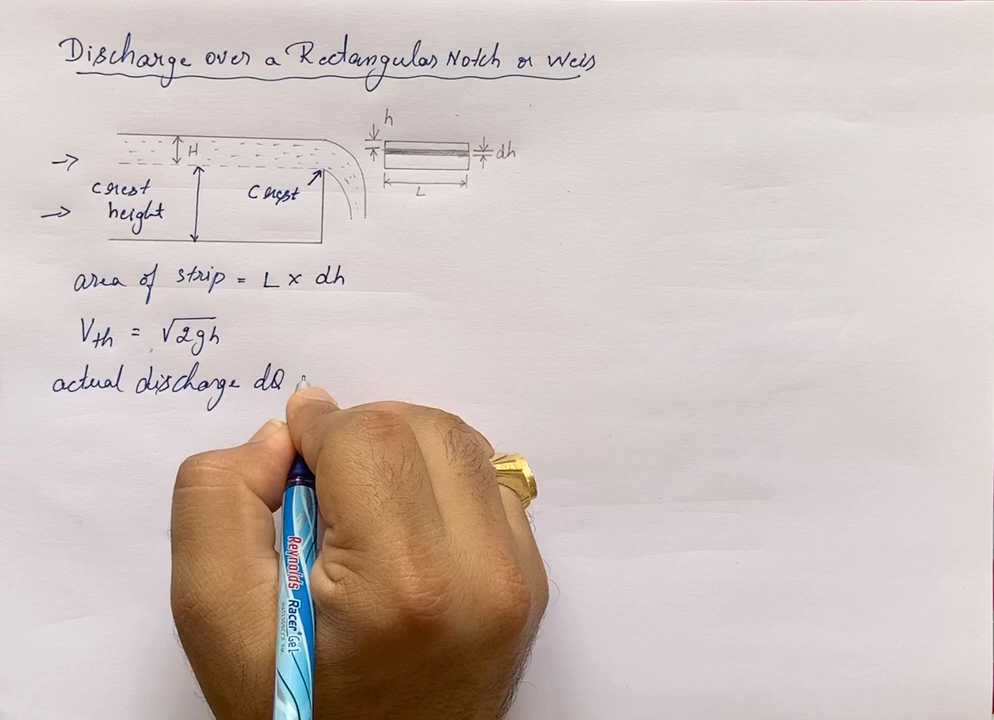 Discharge over a Rectangular Notch or Weir
h
H
dh
L
crest
height
Crest
area of strip = L × dh
Vth = √2gh
actual discharge dQ
Reynolds Racer Gel